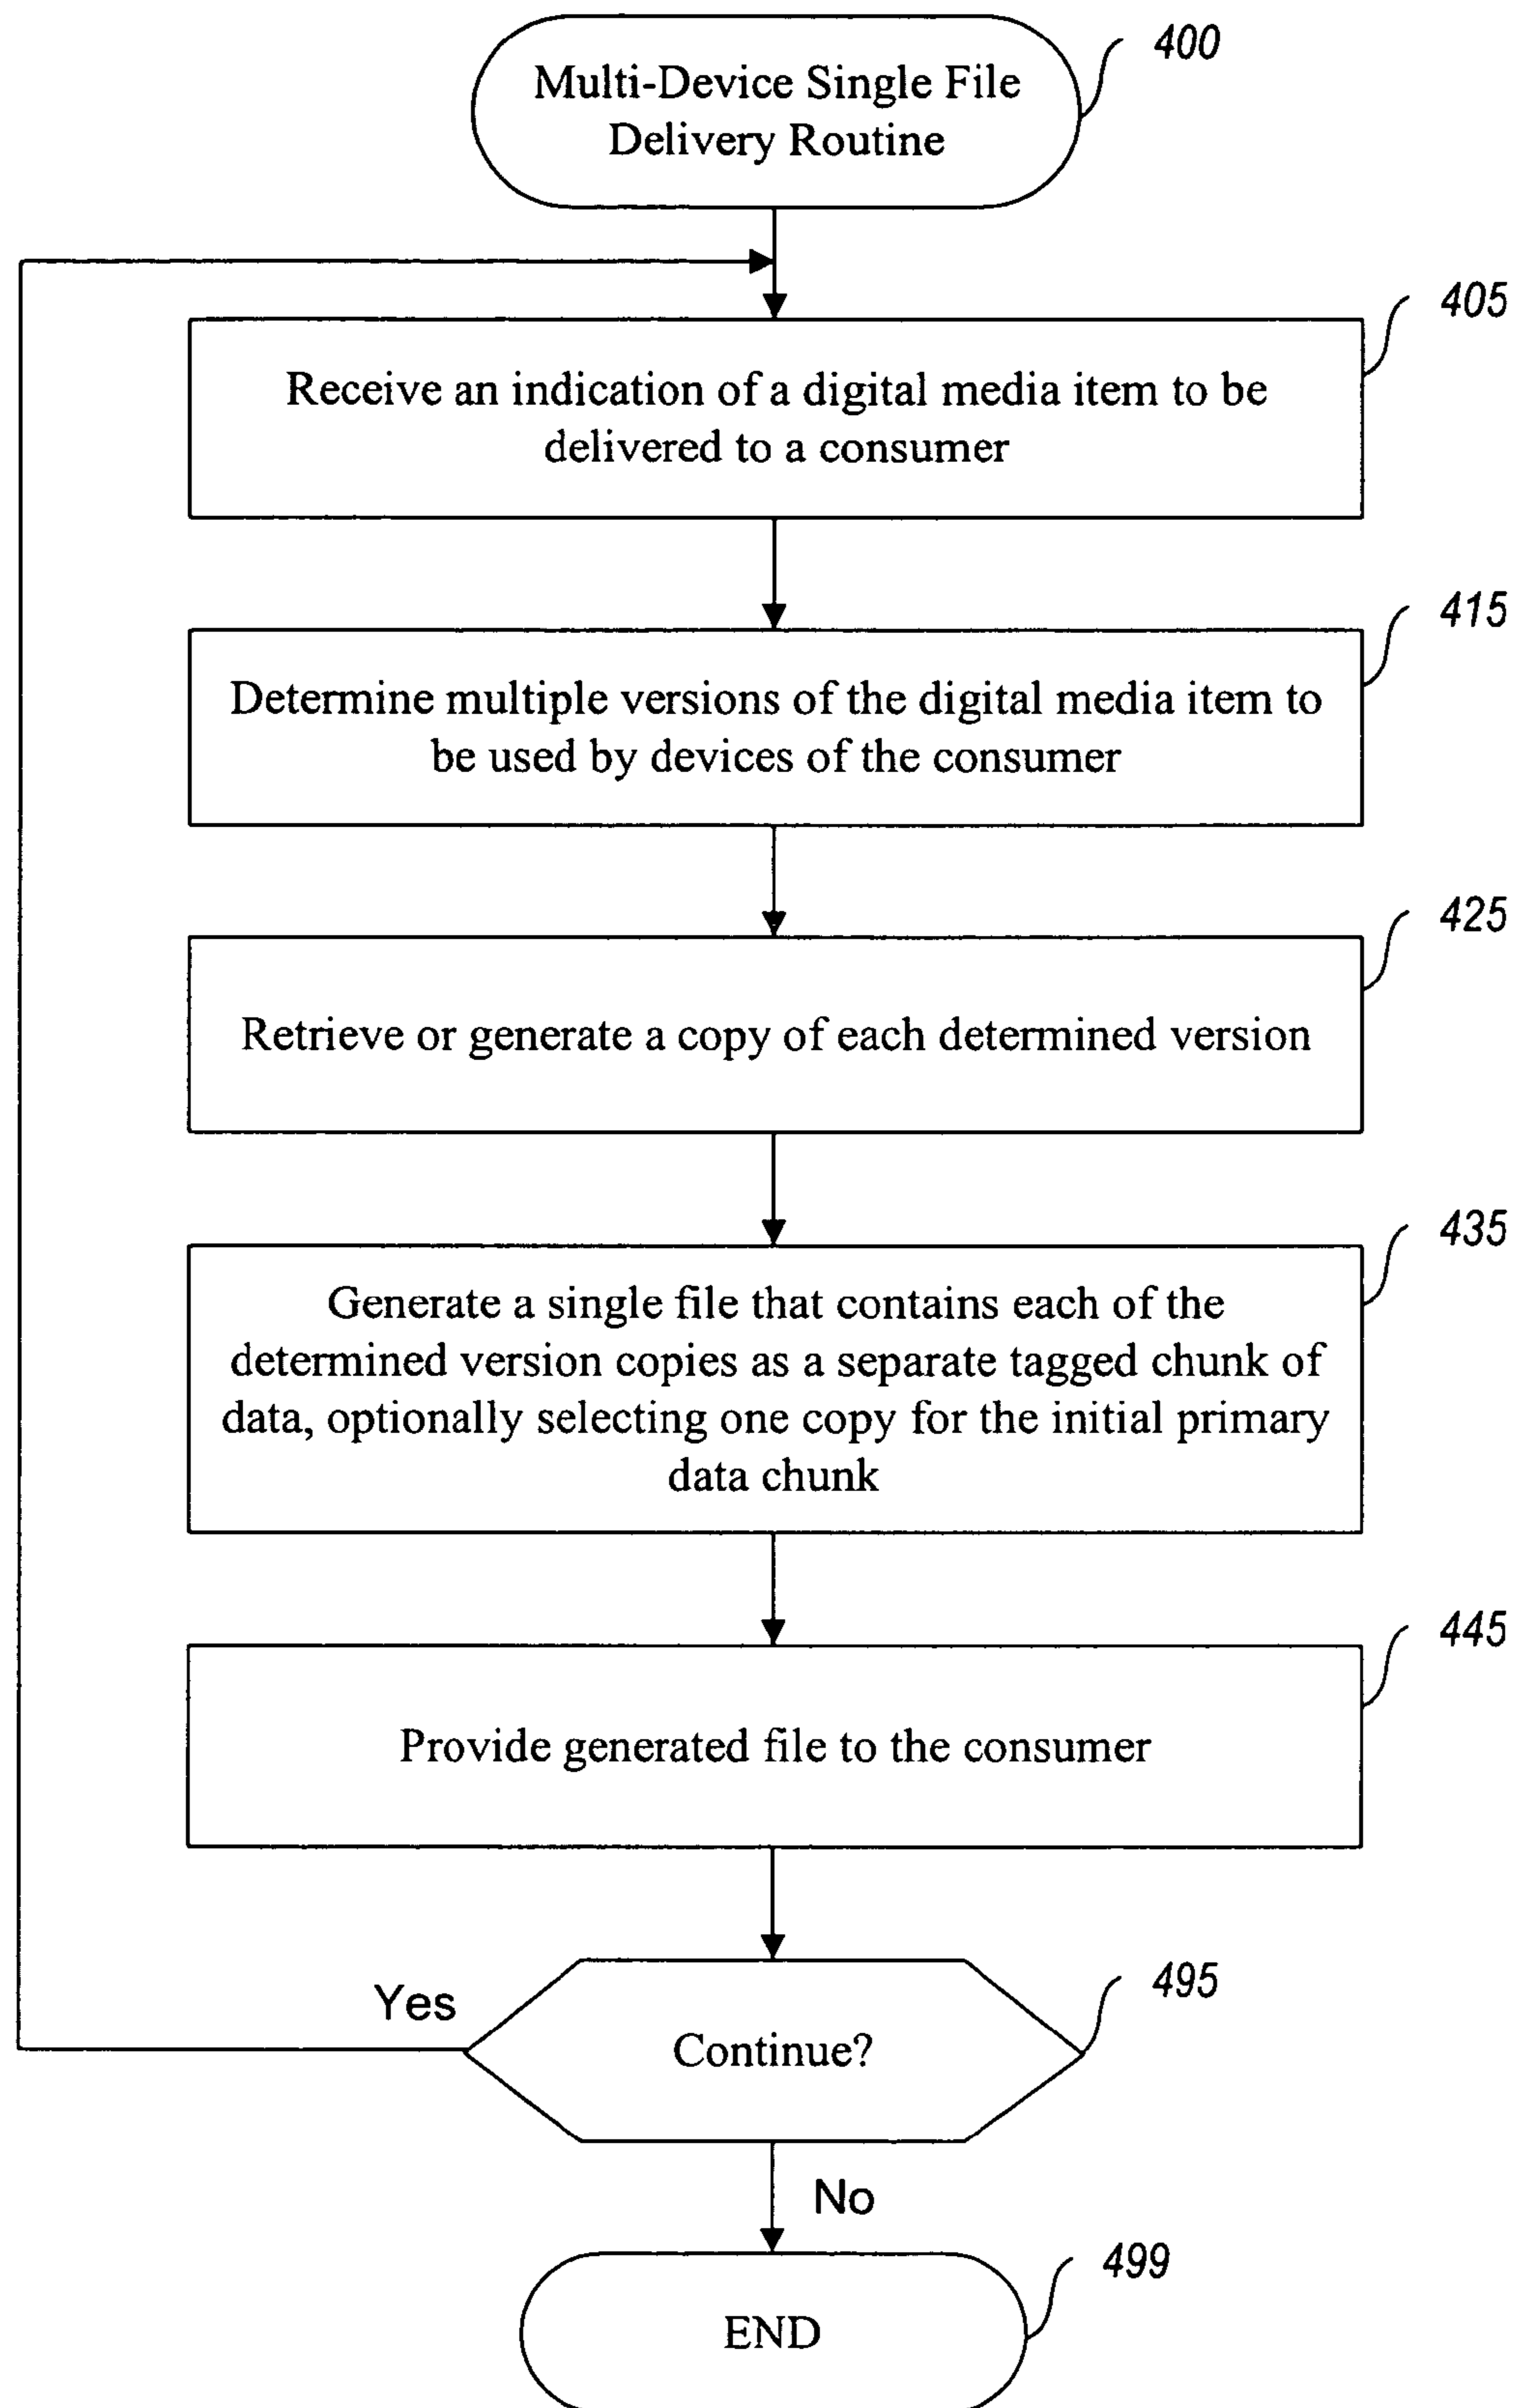 400
Multi-Device Single File
Delivery Routine
405
Receive an indication of a digital media item to be
delivered to a consumer
415
Determine multiple versions of the digital media item to
be used by devices of the consumer
425
Retrieve or generate a copy of each determined version
435
Generate a single file that contains each of the
determined version copies as a separate tagged chunk of
data, optionally selecting one copy for the initial primary
data chunk
445
Provide generated file to the consumer
495
Yes
Continue?
No
499
END